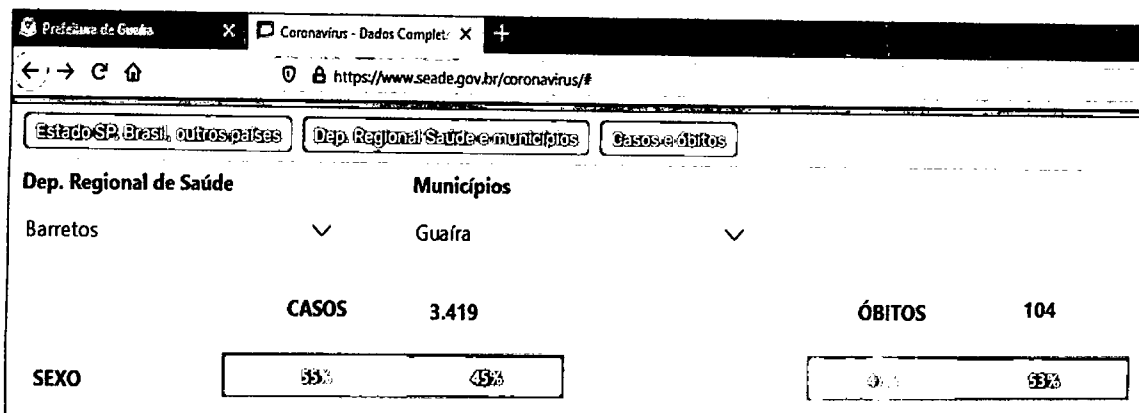 Prefeitura de Guaíra X Coronavírus - Dados Complet X +
https://www.seade.gov.br/coronavirus/#
Estado SP, Brasil, outros países Dep. Regional Saúde e municípios Casos e óbitos
Dep. Regional de Saúde Municípios
Barretos Guaíra
CASOS 3.419 ÓBITOS 104
SEXO 55% 45% 53%